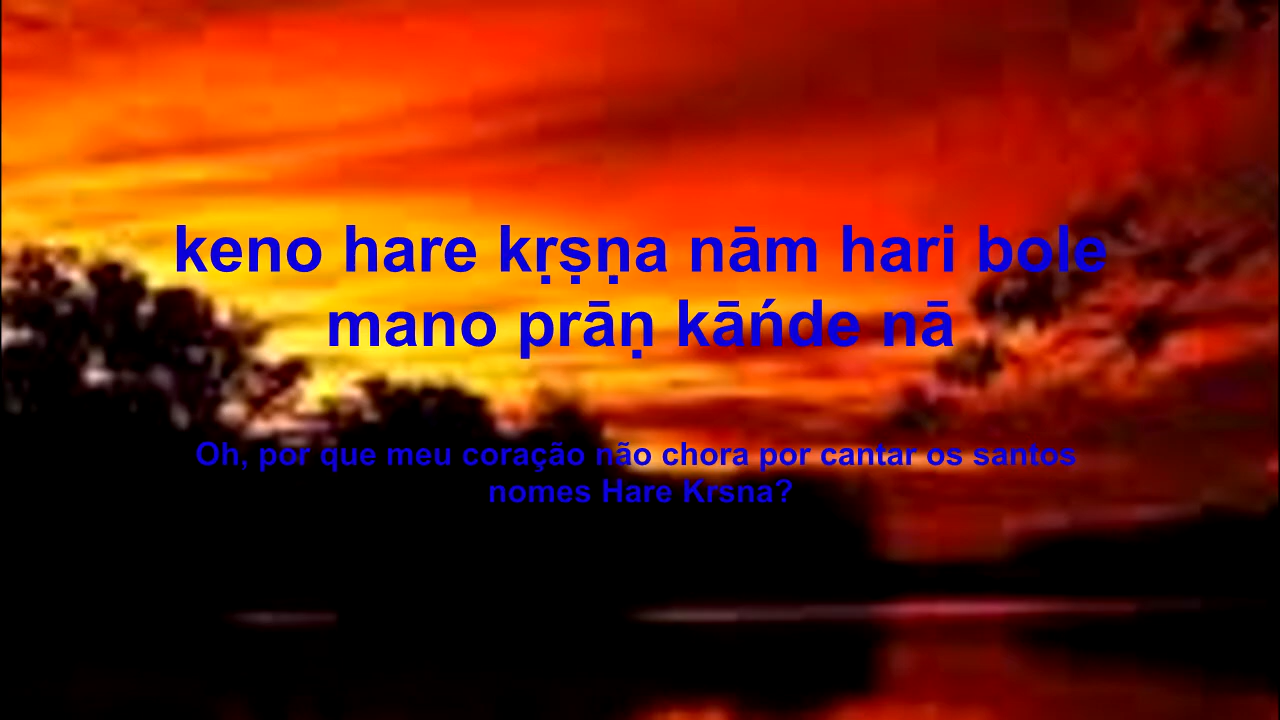 keno hare kṛṣṇa nām hari bole
mano prāṇ kāńde nā
Oh, por que meu coração não chora por cantar os santos
nomes Hare Krsna?